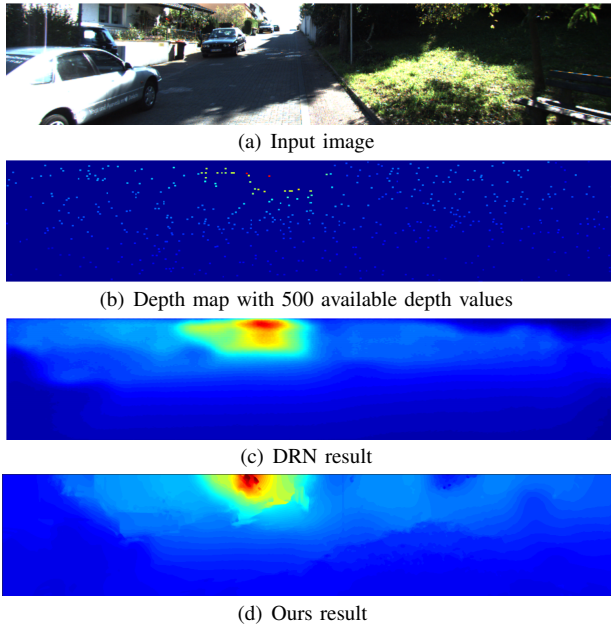 (a) Input image
(b) Depth map with 500 available depth values
(c) DRN result
(d) Ours result